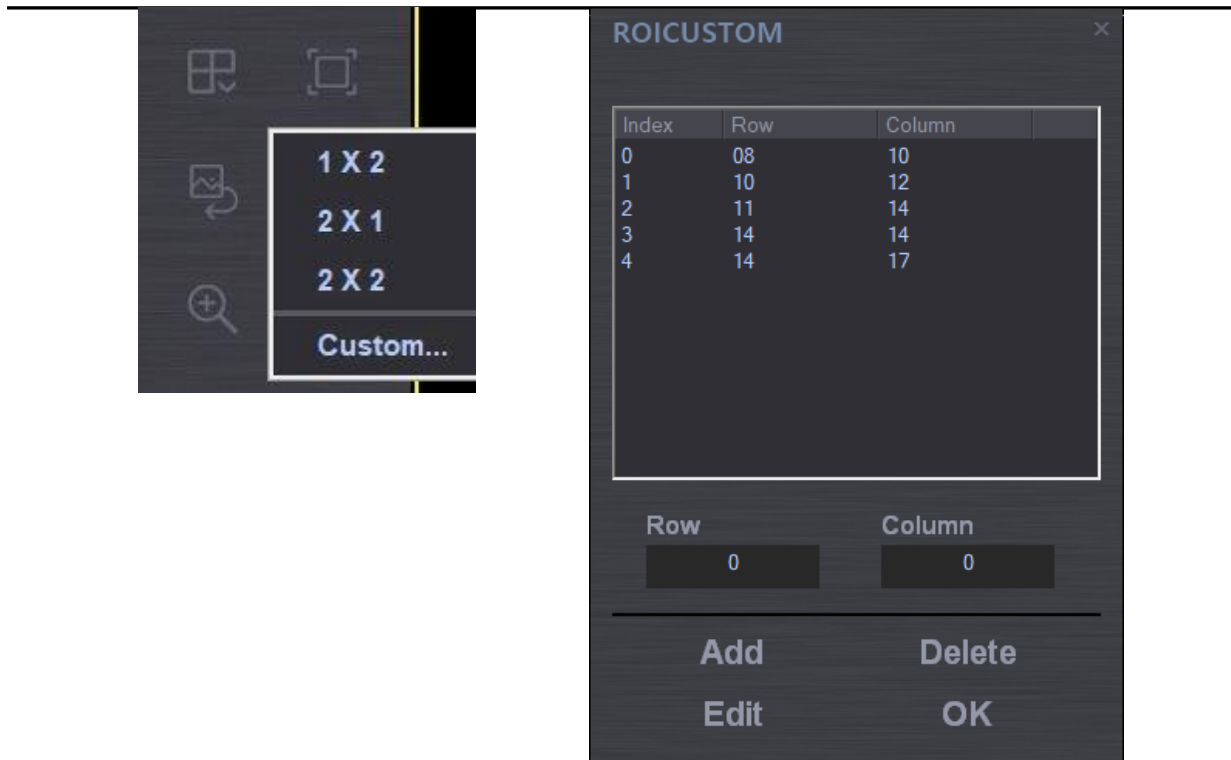 1 X 2
2 X 1
2 X 2
Custom...
ROICUSTOM
Index Row Column
0 08 10
1 10 12
2 11 14
3 14 14
4 14 17
Row Column
0 0
Add Delete
Edit OK